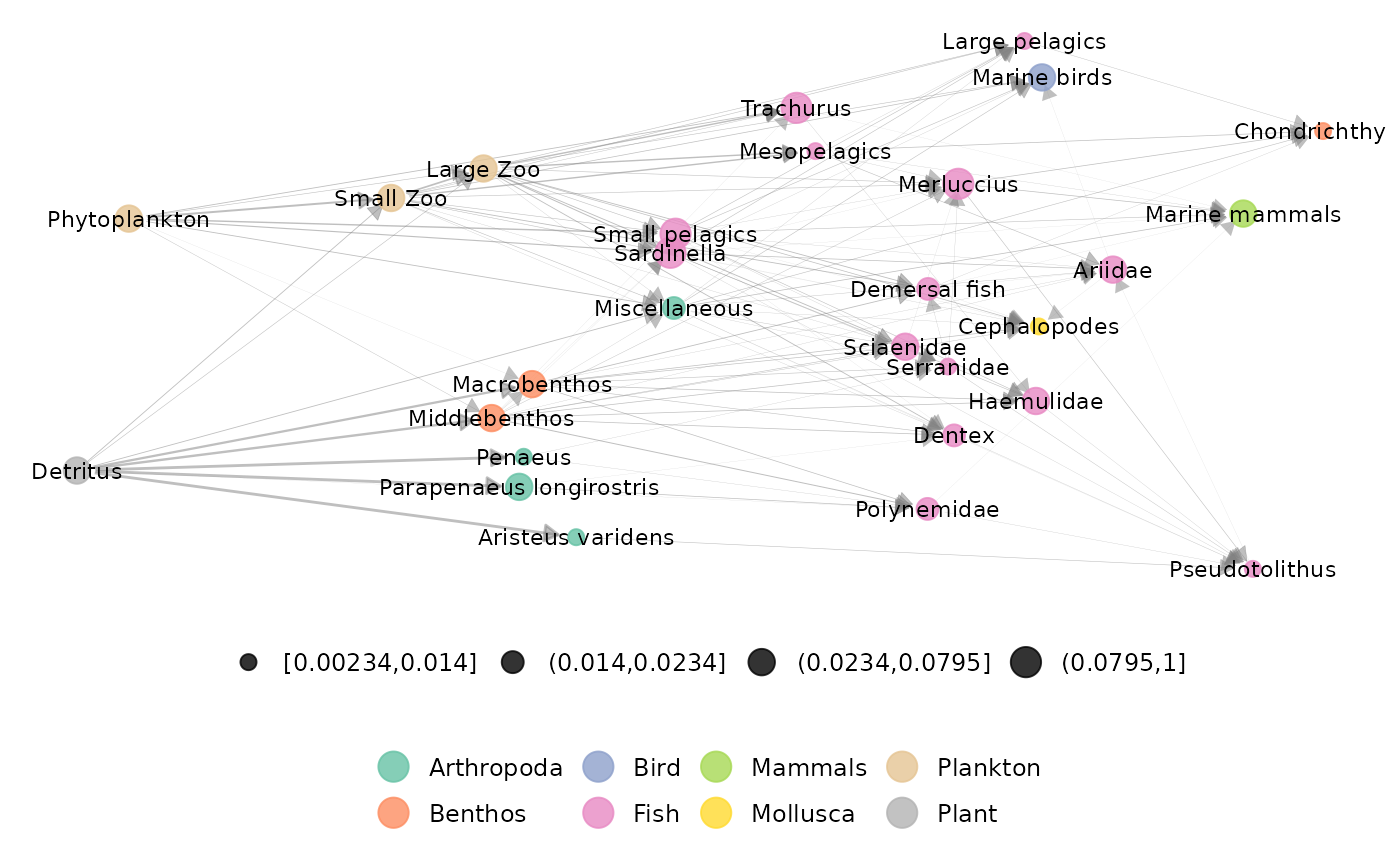 Large pelagics
Marine birds
Trachurus
Chondrichthy
Mesopelagics
Large Zoo
Merluccius
Small Zoo
Marine mammals
Phytoplankton
Small pelagics
Sardinella
Ariidae
Demersal fish
Miscellaneous
Cephalopodes
Sciaenidae
Serranidae
Macrobenthos
Haemulidae
Middlebenthos
Dentex
Penaeus
Detritus
Parapenaeus longirostris
Polynemidae
Aristeus varidens
Pseudotolithus
[0.00234,0.014] (0.014,0.0234] (0.0234,0.0795] (0.0795,1]
Arthropoda Bird Mammals Plankton
Benthos Fish Mollusca Plant